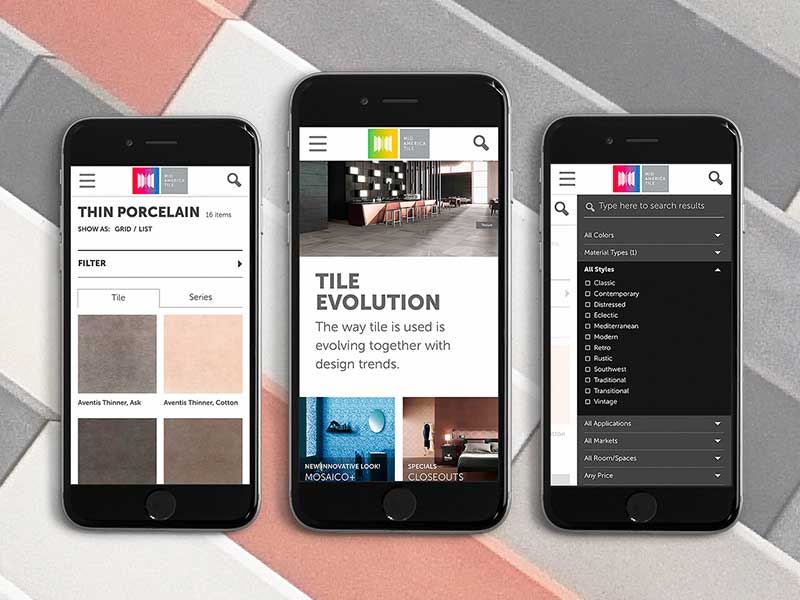 MID
AMERICA
TILE
THIN PORCELAIN 16 items
SHOW AS: GRID / LIST
FILTER
Tile Series
Aventis Thinner, Ask Aventis Thinner, Cotton
MID
AMERICA
TILE
TILE
EVOLUTION
The way tile is used is
evolving together with
design trends.
NEW! INNOVATIVE LOOK!
MOSAICO+
SPECIALS
CLOSEOUTS
MID
AMERICA
TILE
Type here to search results
All Colors
Material Types (1)
All Styles
Classic
Contemporary
Distressed
Eclectic
Mediterranean
Modern
Retro
Rustic
Southwest
Traditional
Transitional
Vintage
All Applications
All Markets
All Room/Spaces
Any Price